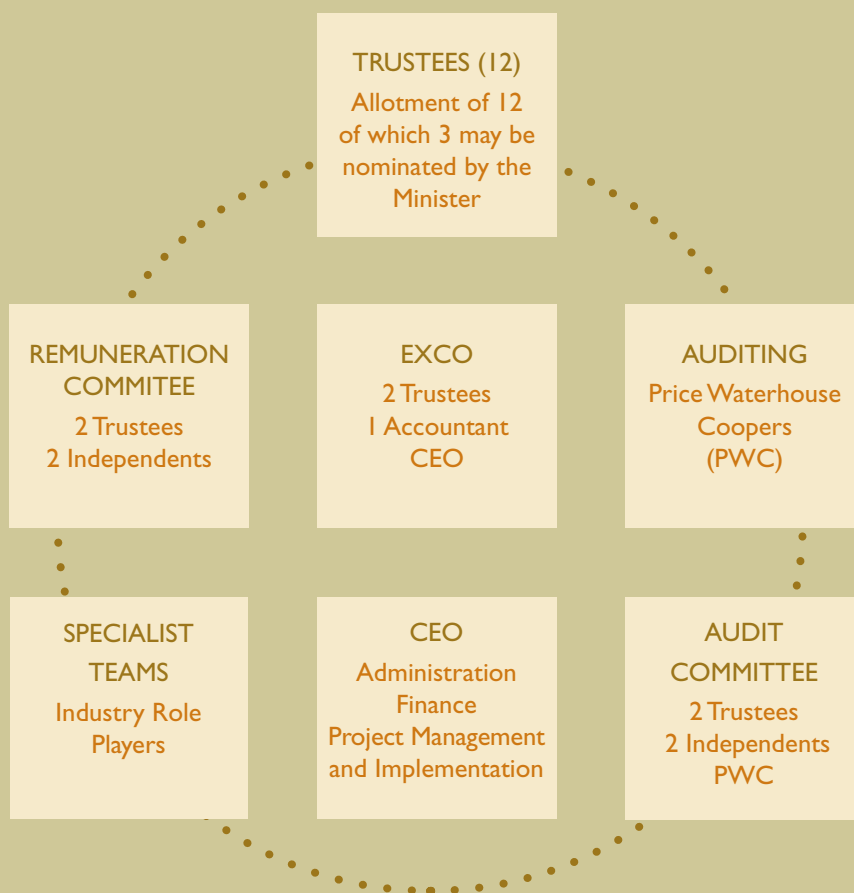 TRUSTEES (12)
Allotment of 12
of which 3 may be
nominated by the
Minister
REMUNERATION
COMMITEE
2 Trustees
2 Independents
EXCO
2 Trustees
1 Accountant
CEO
AUDITING
Price Waterhouse
Coopers
(PWC)
SPECIALIST
TEAMS
Industry Role
Players
CEO
Administration
Finance
Project Management
and Implementation
AUDIT
COMMITTEE
2 Trustees
2 Independents
PWC